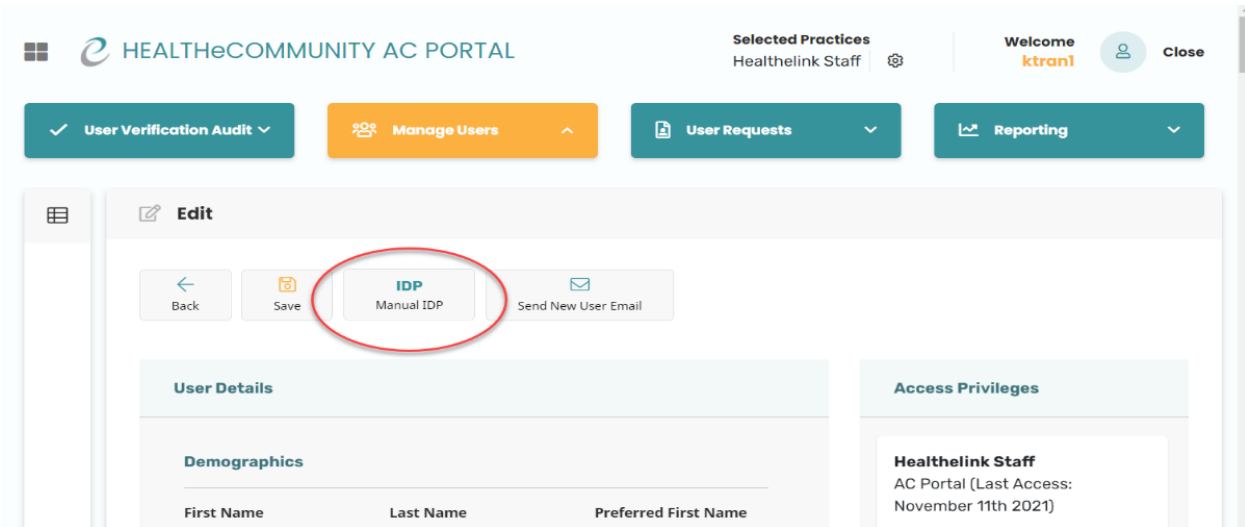 HEALTHeCOMMUNITY AC PORTAL
Selected Practices
Healthelink Staff
Welcome
ktran1
Close
User Verification Audit
Manage Users
User Requests
Reporting
Edit
Back
Save
IDP
Manual IDP
Send New User Email
User Details
Demographics
First Name Last Name Preferred First Name
Access Privileges
Healthelink Staff
AC Portal (Last Access:
November 11th 2021)